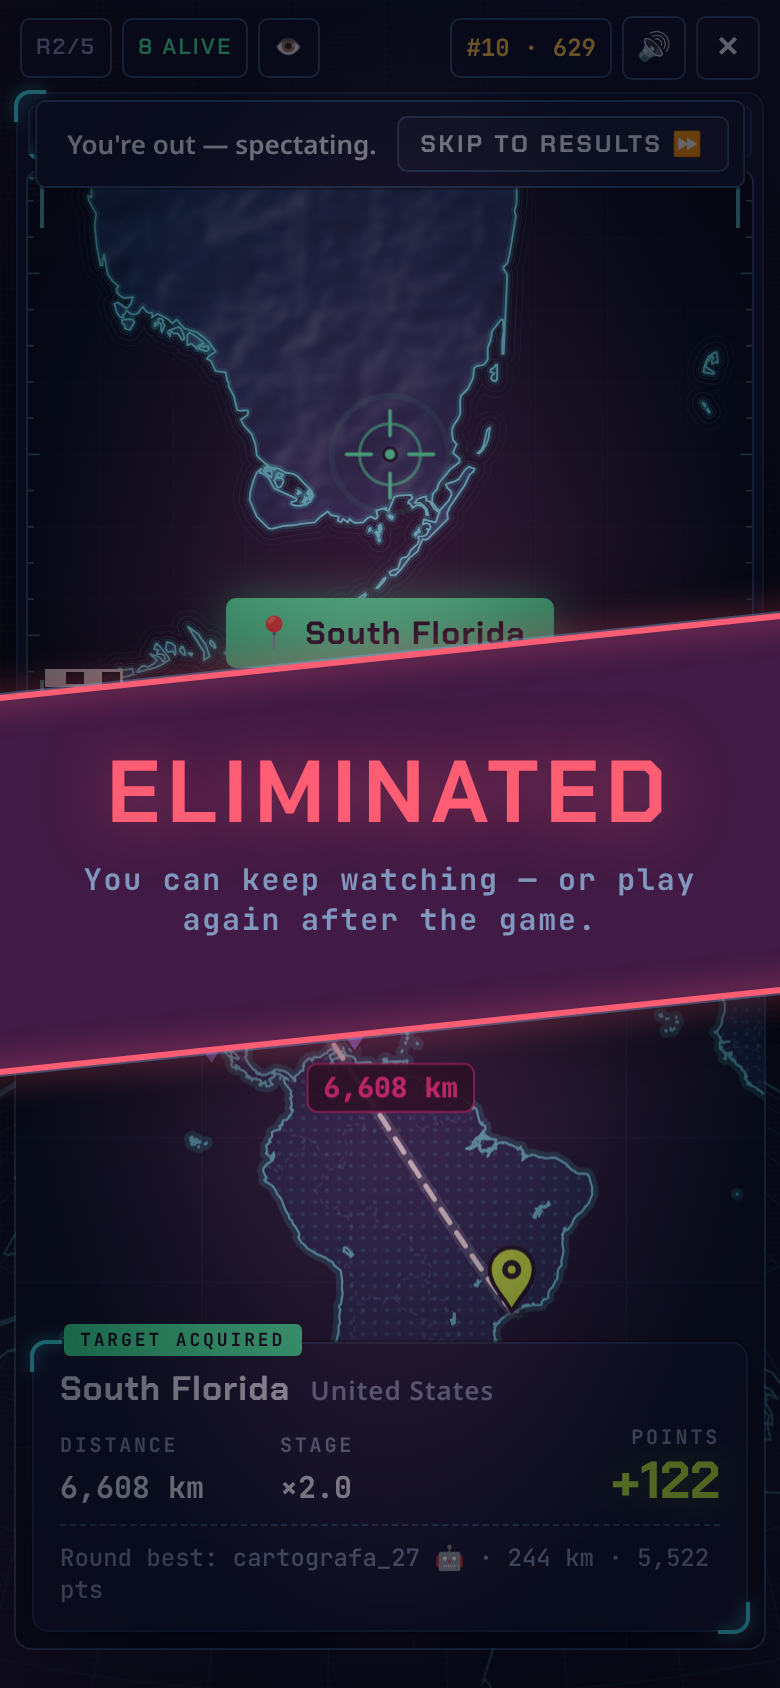 R2/5
8 ALIVE
#10 · 629
You're out — spectating.
SKIP TO RESULTS
South Florida
ELIMINATED
You can keep watching — or play
again after the game.
6,608 km
TARGET ACQUIRED
South Florida United States
DISTANCE STAGE POINTS
6,608 km ×2.0 +122
Round best: cartografa_27 🤖 · 244 km · 5,522
pts